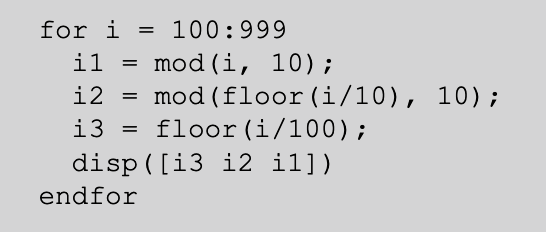 for i = 100:999
  i1 = mod(i, 10);
  i2 = mod(floor(i/10), 10);
  i3 = floor(i/100);
  disp([i3 i2 i1])
endfor